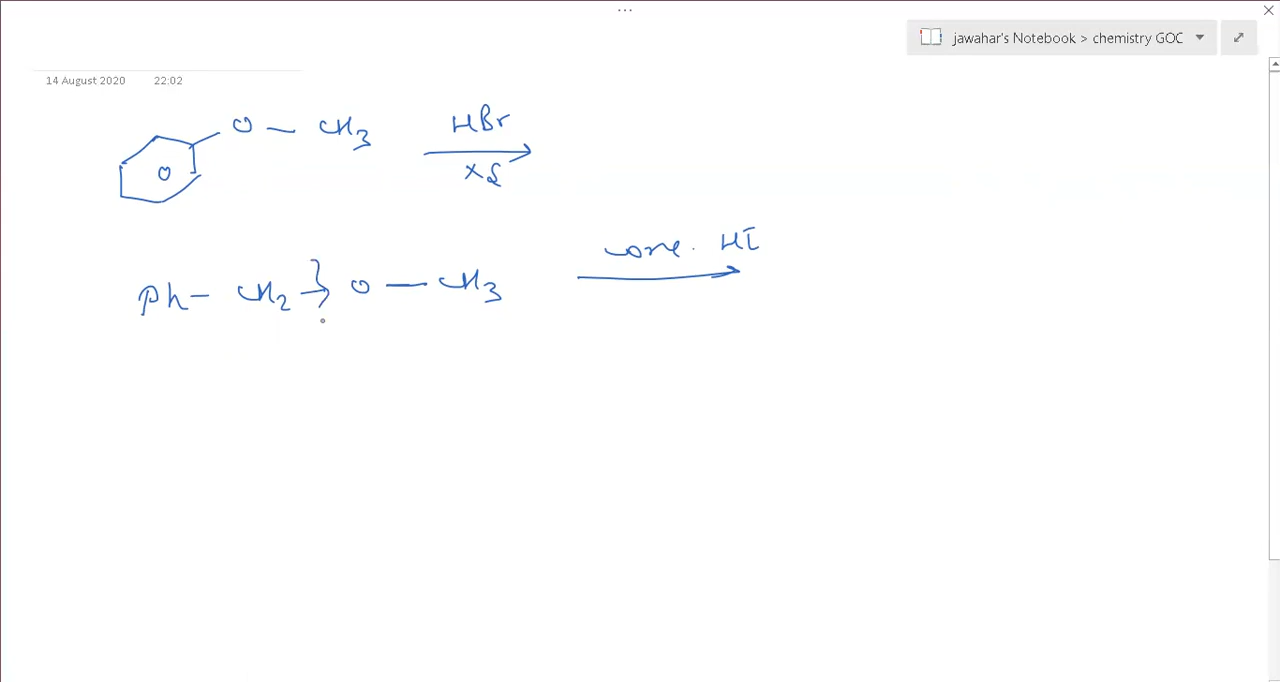 jawahar's Notebook > chemistry GOC
14 August 2020 22:02
O — CH3 HBr
O xs
conc. HI
Ph - CH2 O — CH3